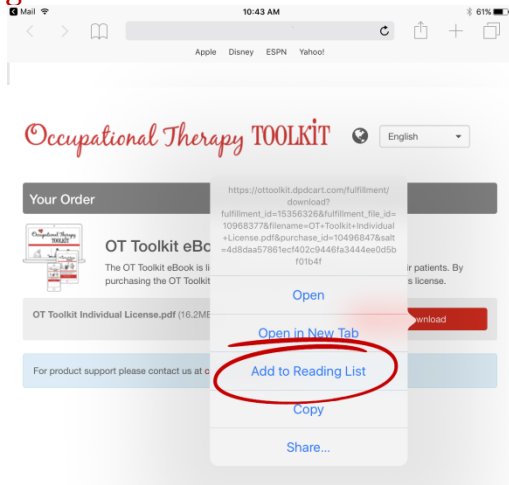 Mail 10:43 AM 61%
Apple Disney ESPN Yahoo!
Occupational Therapy TOOLKIT
English
Your Order
https://ottoolkit.dpdcart.com/fulfillment/
download?
fulfillment_id=15356326&fulfillment_file_id=
10968377&filename=OT+Toolkit+Individual
+License.pdf&purchase_id=10496847&salt
=4d8daa57861ecf402c9446fa3444ee0d5b
f01b4f
Occupational Therapy
TOOLKIT
OT Toolkit eBo
The OT Toolkit eBook is li
ir patients. By
purchasing the OT Toolkit
s license.
Open
OT Toolkit Individual License.pdf (16.2ME
wnload
Open in New Tab
For product support please contact us at c
Add to Reading List
Copy
Share...